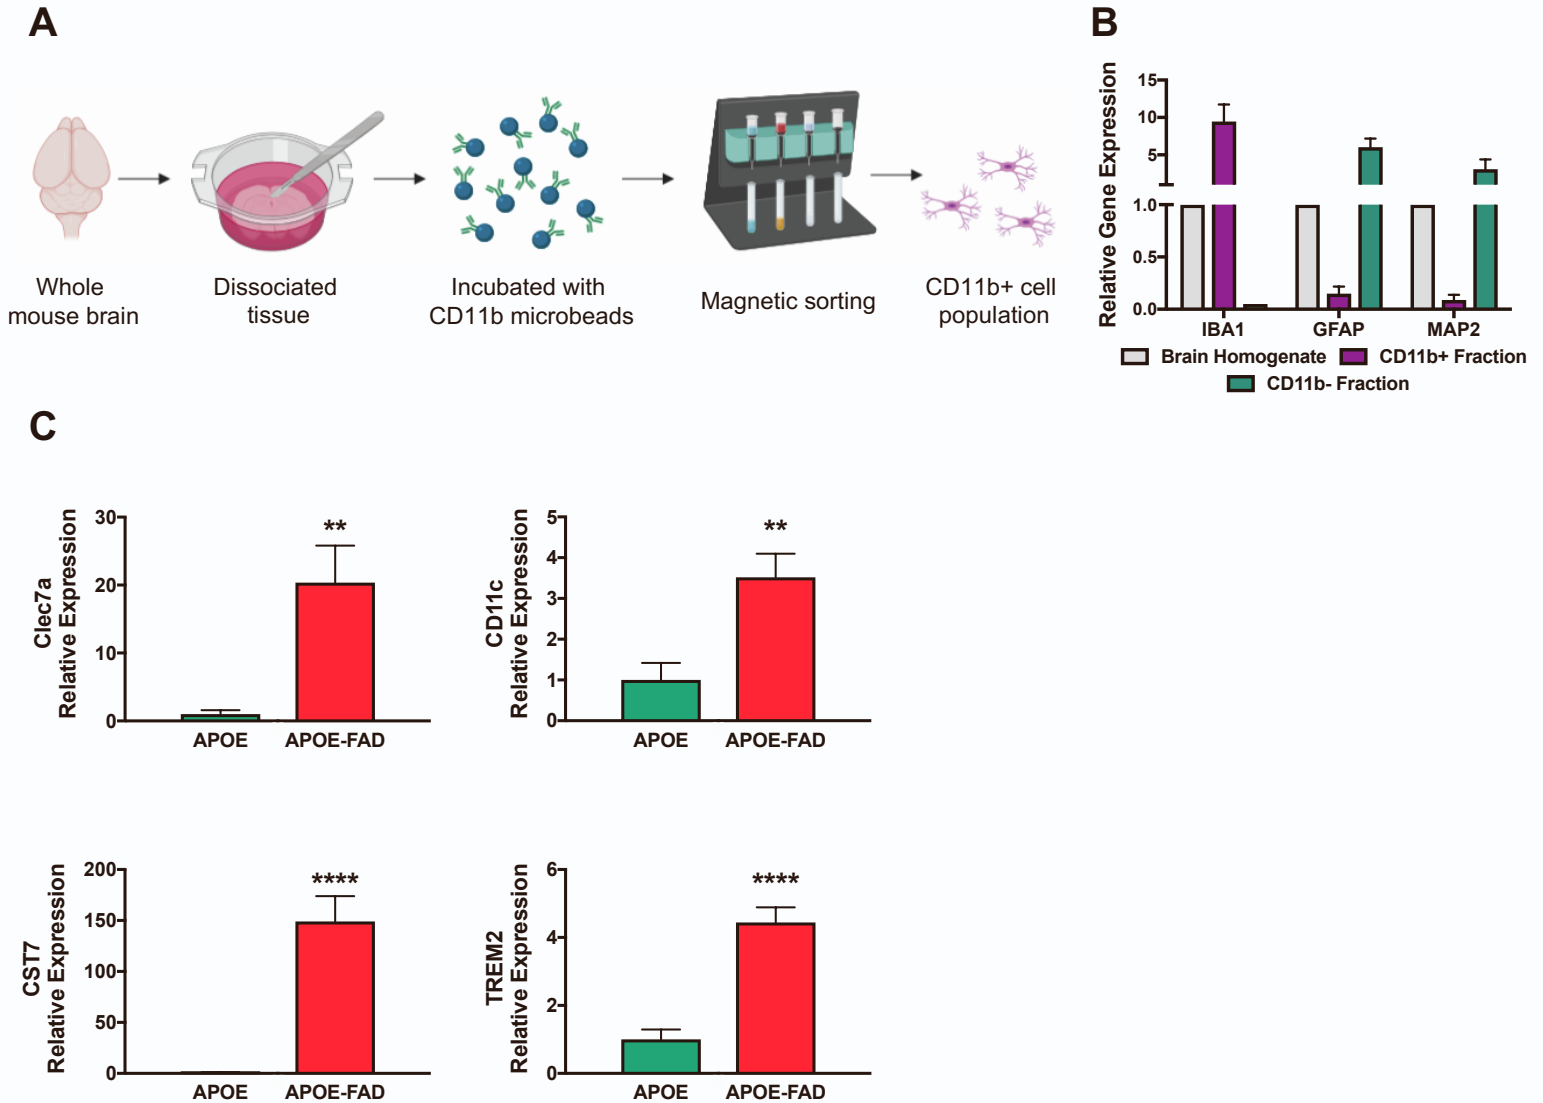 A
B
Whole
mouse brain
Dissociated
tissue
Incubated with
CD11b microbeads
Magnetic sorting
CD11b+ cell
population
Relative Gene Expression
15
10
5
1.0
0.5
0.0
IBA1
GFAP
MAP2
Brain Homogenate
CD11b+ Fraction
CD11b- Fraction
C
Clec7a
Relative Expression
30
20
10
0
**
APOE
APOE-FAD
CD11c
Relative Expression
5
4
3
2
1
0
**
APOE
APOE-FAD
CST7
Relative Expression
200
150
100
50
0
****
APOE
APOE-FAD
TREM2
Relative Expression
6
4
2
0
****
APOE
APOE-FAD